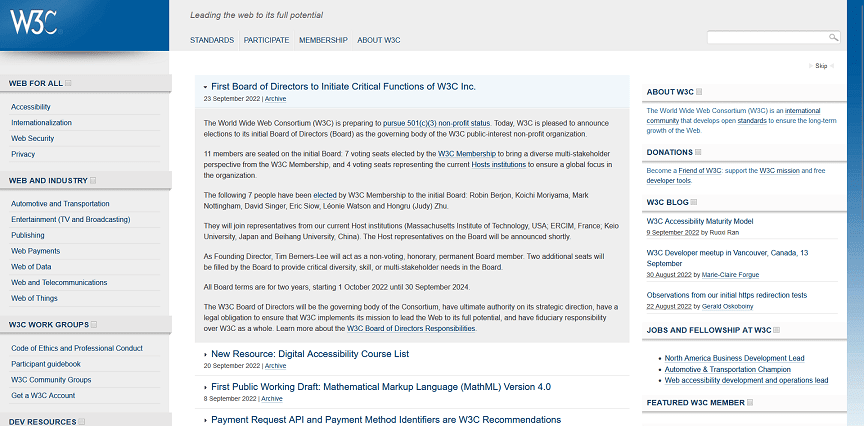 W3C
Leading the web to its full potential
STANDARDS PARTICIPATE MEMBERSHIP ABOUT W3C
Skip
WEB FOR ALL
Accessibility
Internationalization
Web Security
Privacy
WEB AND INDUSTRY
Automotive and Transportation
Entertainment (TV and Broadcasting)
Publishing
Web Payments
Web of Data
Web and Telecommunications
Web of Things
W3C WORK GROUPS
Code of Ethics and Professional Conduct
Participant guidebook
W3C Community Groups
Get a W3C Account
DEV RESOURCES
First Board of Directors to Initiate Critical Functions of W3C Inc.
23 September 2022 | Archive
The World Wide Web Consortium (W3C) is preparing to pursue 501(c)(3) non-profit status. Today, W3C is pleased to announce
elections to its initial Board of Directors (Board) as the governing body of the W3C public-interest non-profit organization.
11 members are seated on the initial Board: 7 voting seats elected by the W3C Membership to bring a diverse multi-stakeholder
perspective from the W3C Membership, and 4 voting seats representing the current Hosts institutions to ensure a global focus in
the organization.
The following 7 people have been elected by W3C Membership to the initial Board: Robin Berjon, Koichi Moriyama, Mark
Nottingham, David Singer, Eric Siow, Léonie Watson and Hongru (Judy) Zhu.
They will join representatives from our current Host institutions (Massachusetts Institute of Technology, USA; ERCIM, France; Keio
University, Japan and Beihang University, China). The Host representatives on the Board will be announced shortly.
As Founding Director, Tim Berners-Lee will act as a non-voting, honorary, permanent Board member. Two additional seats will
be filled by the Board to provide critical diversity, skill, or multi-stakeholder needs in the Board.
All Board terms are for two years, starting 1 October 2022 until 30 September 2024.
The W3C Board of Directors will be the governing body of the Consortium, have ultimate authority on its strategic direction, have a
legal obligation to ensure that W3C implements its mission to lead the Web to its full potential, and have fiduciary responsibility
over W3C as a whole. Learn more about the W3C Board of Directors Responsibilities.
New Resource: Digital Accessibility Course List
20 September 2022 | Archive
First Public Working Draft: Mathematical Markup Language (MathML) Version 4.0
8 September 2022 | Archive
Payment Request API and Payment Method Identifiers are W3C Recommendations
ABOUT W3C
The World Wide Web Consortium (W3C) is an international
community that develops open standards to ensure the long-term
growth of the Web.
DONATIONS
Become a Friend of W3C: support the W3C mission and free
developer tools.
W3C BLOG
W3C Accessibility Maturity Model
9 September 2022 by Ruoxi Ran
W3C Developer meetup in Vancouver, Canada, 13
September
30 August 2022 by Marie-Claire Forgue
Observations from our initial https redirection tests
22 August 2022 by Gerald Oskoboiny
JOBS AND FELLOWSHIP AT W3C
North America Business Development Lead
Automotive & Transportation Champion
Web accessibility development and operations lead
FEATURED W3C MEMBER